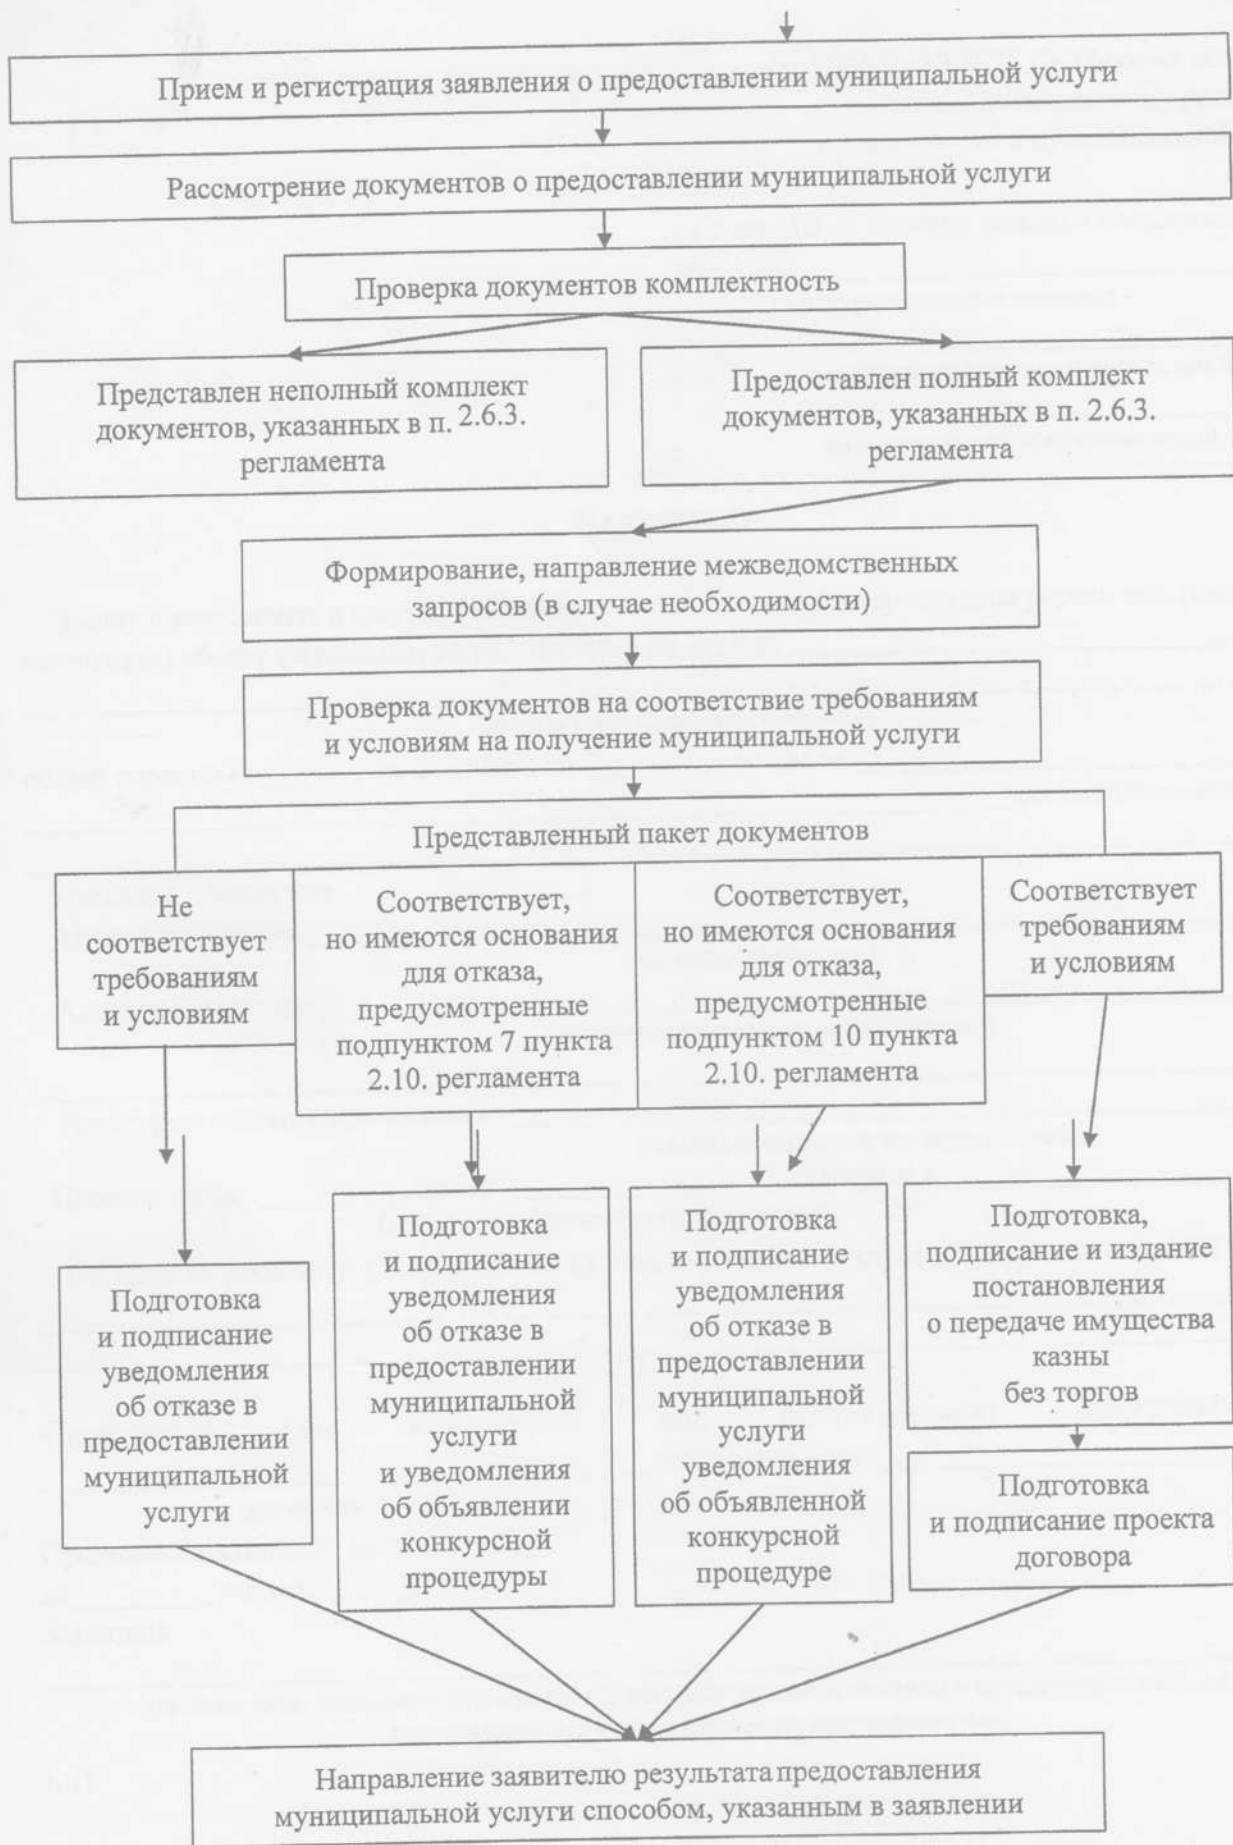 Прием и регистрация заявления о предоставлении муниципальной услуги
Рассмотрение документов о предоставлении муниципальной услуги
Проверка документов комплектность
Представлен неполный комплект
документов, указанных в п. 2.6.3.
регламента
Предоставлен полный комплект
документов, указанных в п. 2.6.3.
регламента
Формирование, направление межведомственных
запросов (в случае необходимости)
Проверка документов на соответствие требованиям
и условиям на получение муниципальной услуги
Представленный пакет документов
Не
соответствует
требованиям
и условиям
Соответствует,
но имеются основания
для отказа,
предусмотренные
подпунктом 7 пункта
2.10. регламента
Соответствует,
но имеются основания
для отказа,
предусмотренные
подпунктом 10 пункта
2.10. регламента
Соответствует
требованиям
и условиям
Подготовка
и подписание
уведомления
об отказе в
предоставлении
муниципальной
услуги
Подготовка
и подписание
уведомления
об отказе в
предоставлении
муниципальной
услуги
и уведомления
об объявлении
конкурсной
процедуры
Подготовка
и подписание
уведомления
об отказе в
предоставлении
муниципальной
услуги
уведомления
об объявленной
конкурсной
процедуре
Подготовка,
подписание и издание
постановления
о передаче имущества
казны
без торгов
Подготовка
и подписание проекта
договора
Направление заявителю результата предоставления
муниципальной услуги способом, указанным в заявлении